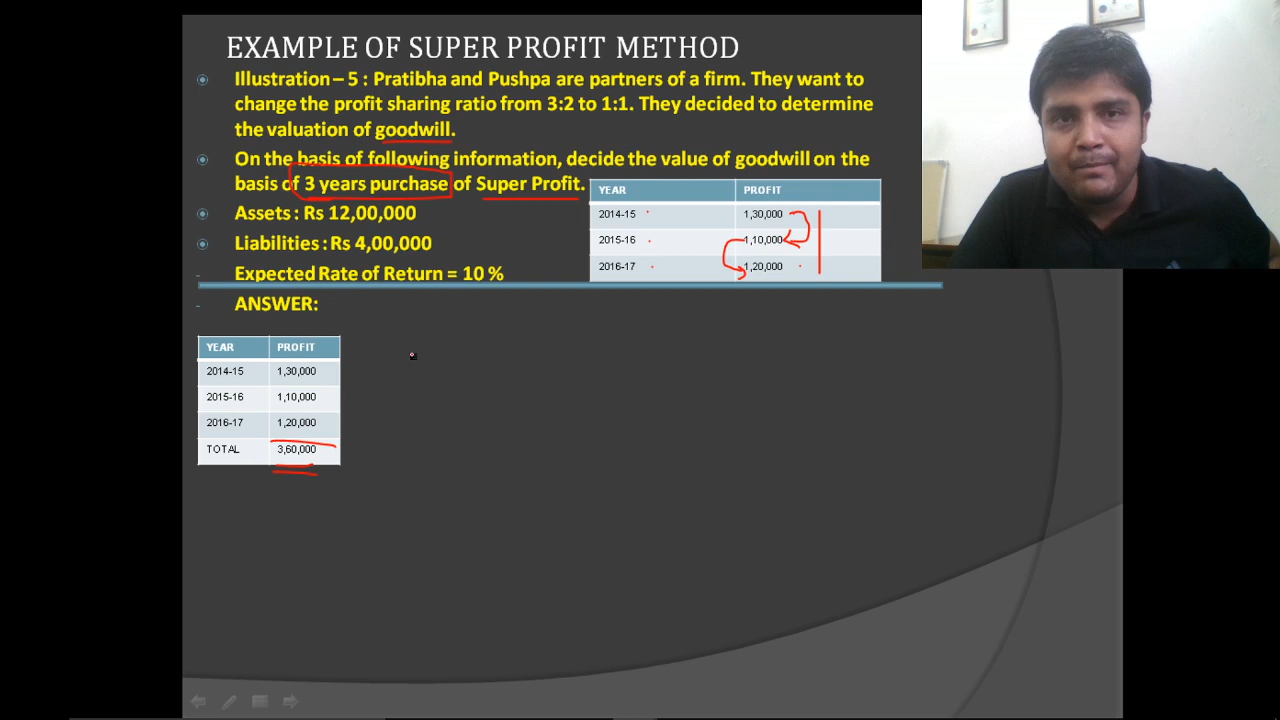 EXAMPLE OF SUPER PROFIT METHOD
Illustration – 5 : Pratibha and Pushpa are partners of a firm. They want to
change the profit sharing ratio from 3:2 to 1:1. They decided to determine
the valuation of goodwill.
On the basis of following information, decide the value of goodwill on the
basis of 3 years purchase of Super Profit.
Assets : Rs 12,00,000
Liabilities : Rs 4,00,000
Expected Rate of Return = 10 %
YEAR PROFIT
2014-15 1,30,000
2015-16 1,10,000
2016-17 1,20,000
ANSWER:
YEAR PROFIT
2014-15 1,30,000
2015-16 1,10,000
2016-17 1,20,000
TOTAL 3,60,000